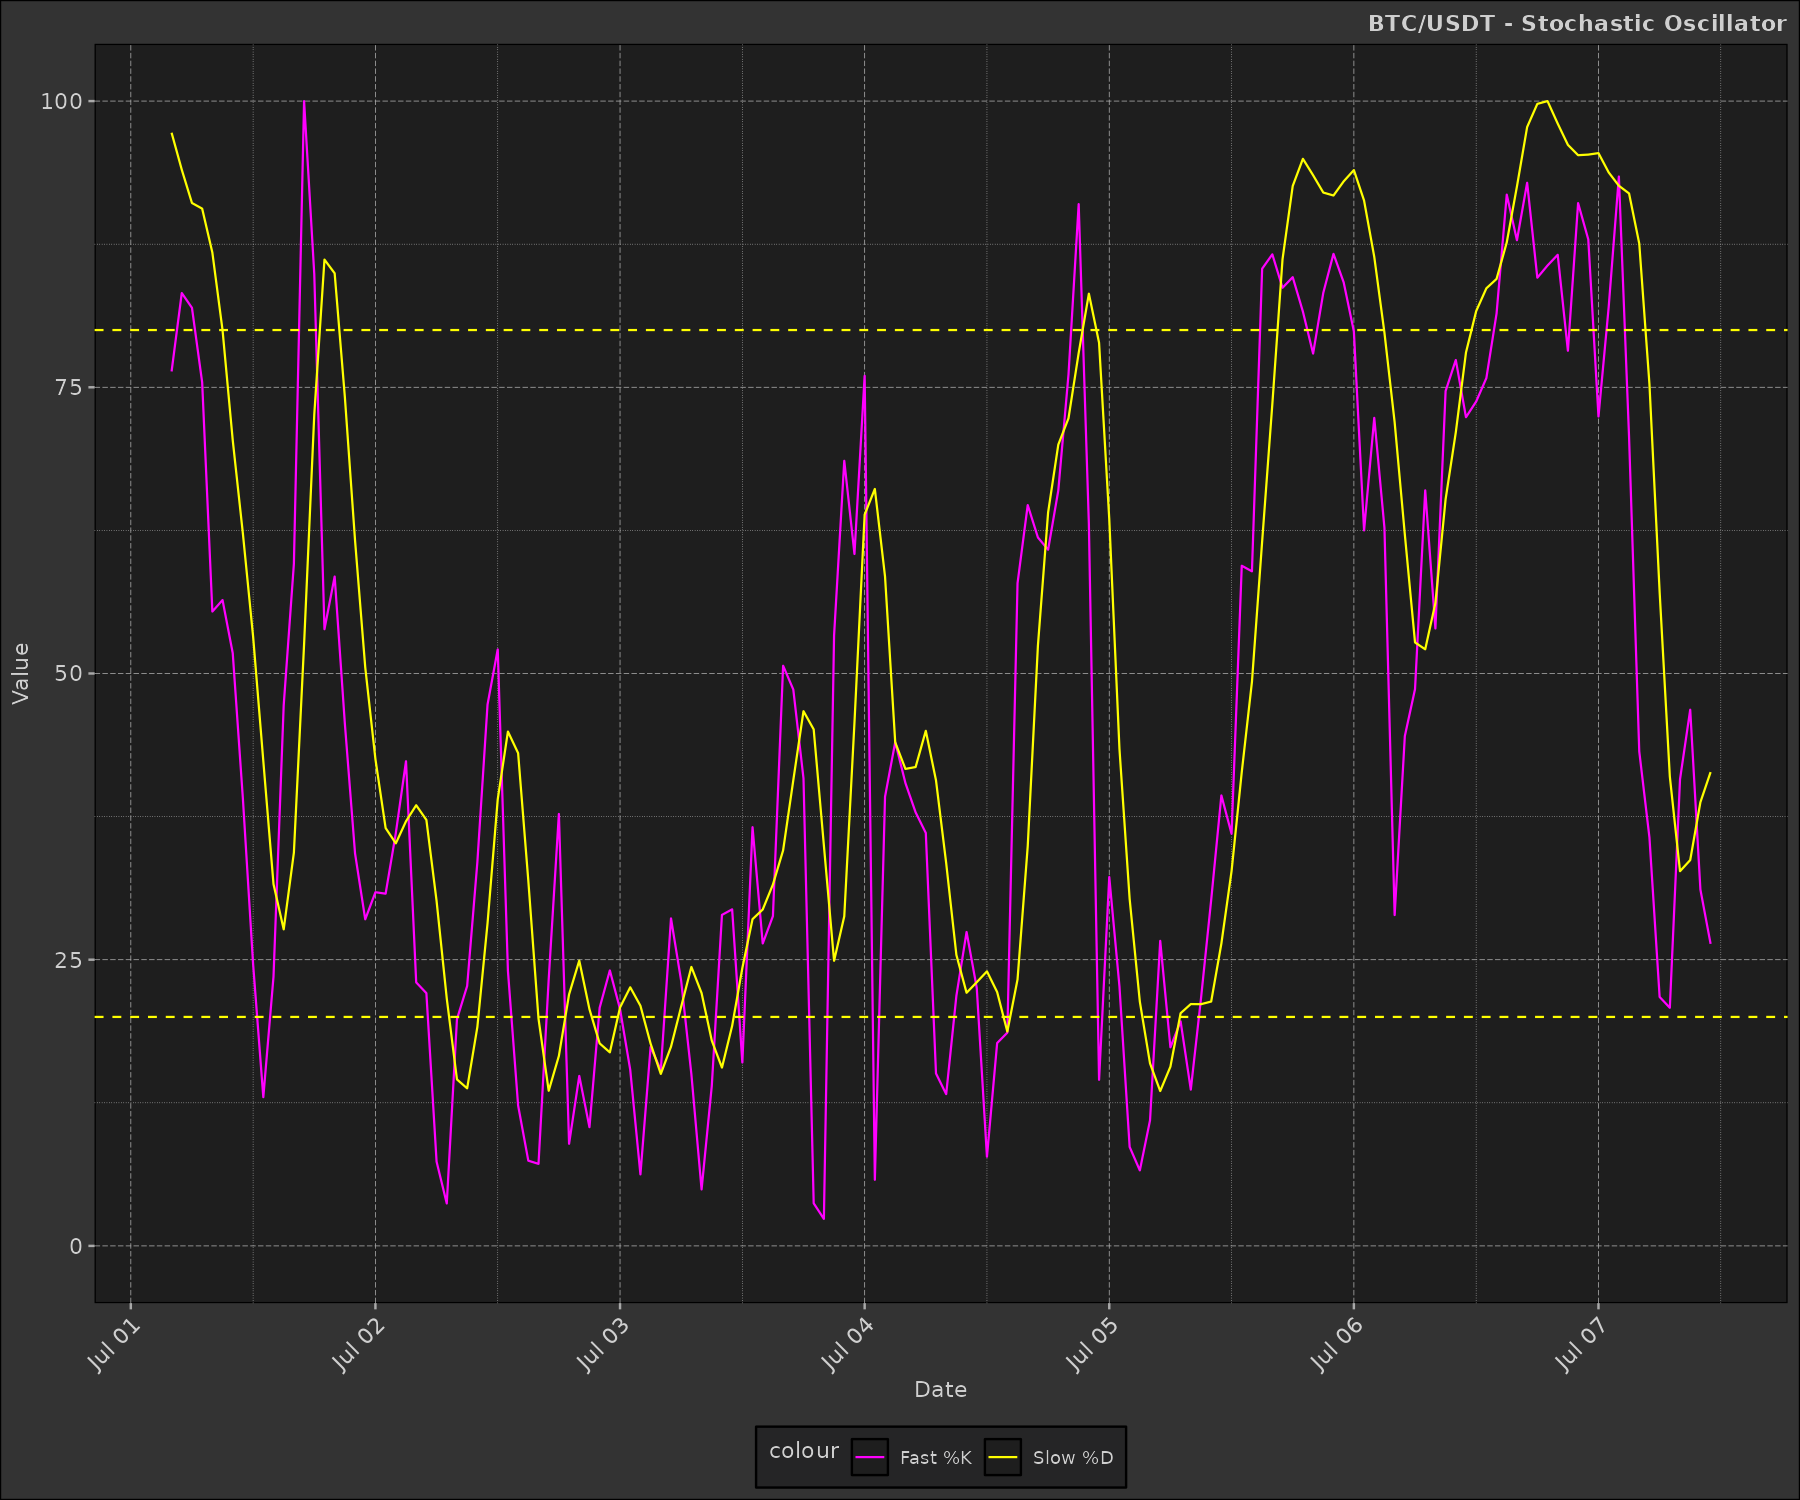 BTC/USDT - Stochastic Oscillator
100
75
50
25
0
Value
Jul 01
Jul 02
Jul 03
Jul 04
Jul 05
Jul 06
Jul 07
Date
colour Fast %K Slow %D